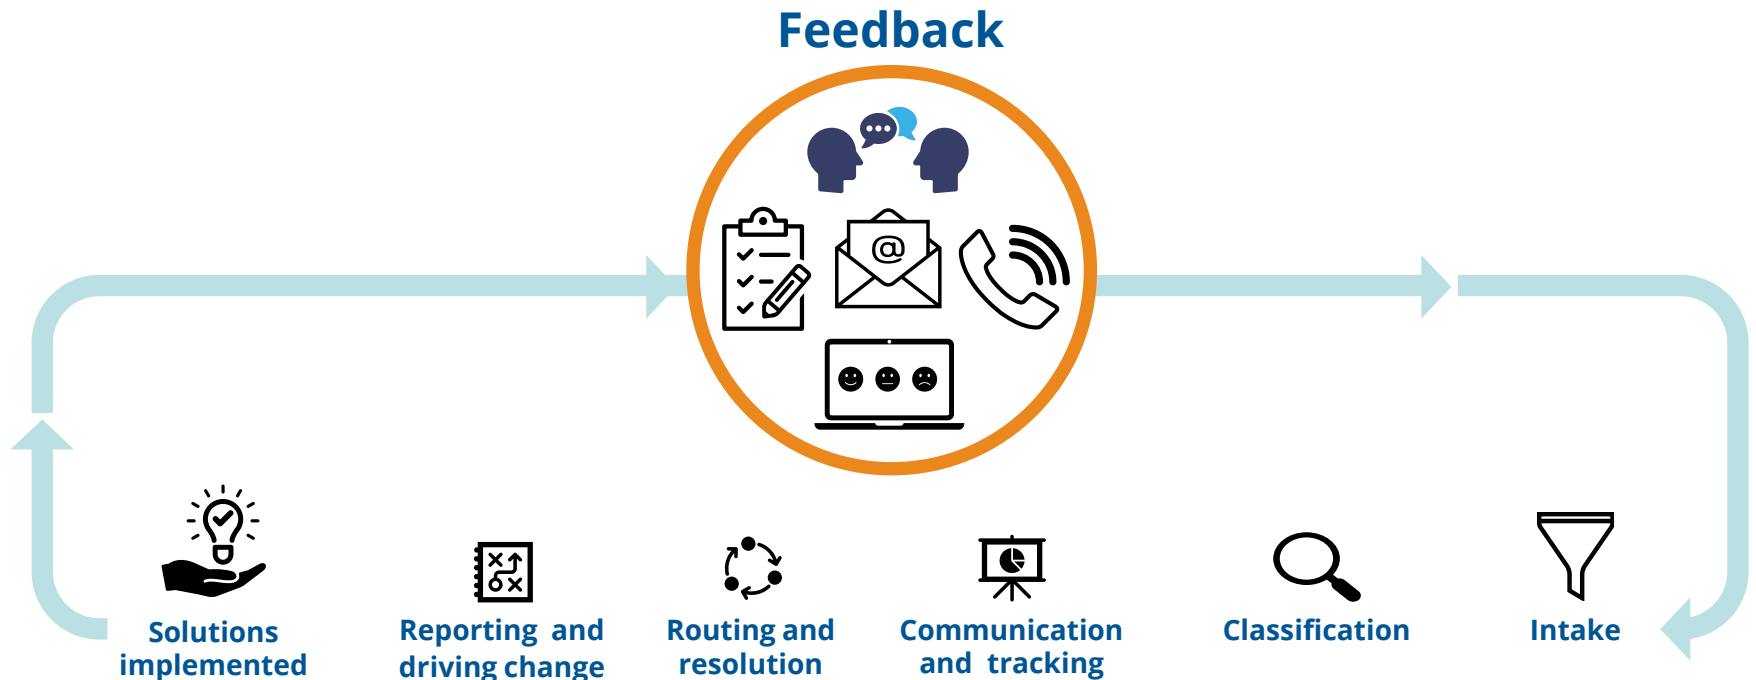 Feedback
@
Solutions
implemented
Reporting and
driving change
Routing and
resolution
Communication
and tracking
Classification
Intake